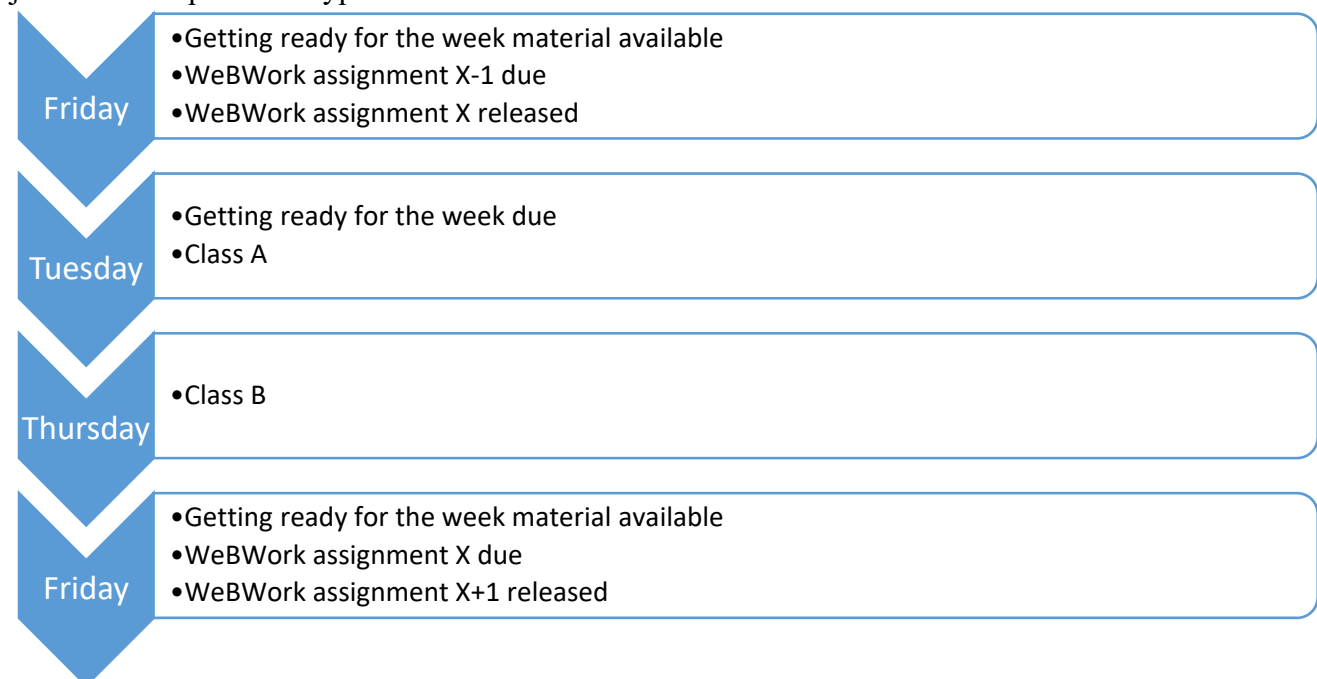 Friday
•Getting ready for the week material available
•WeBWork assignment X-1 due
•WeBWork assignment X released
Tuesday
•Getting ready for the week due
•Class A
Thursday
•Class B
Friday
•Getting ready for the week material available
•WeBWork assignment X due
•WeBWork assignment X+1 released